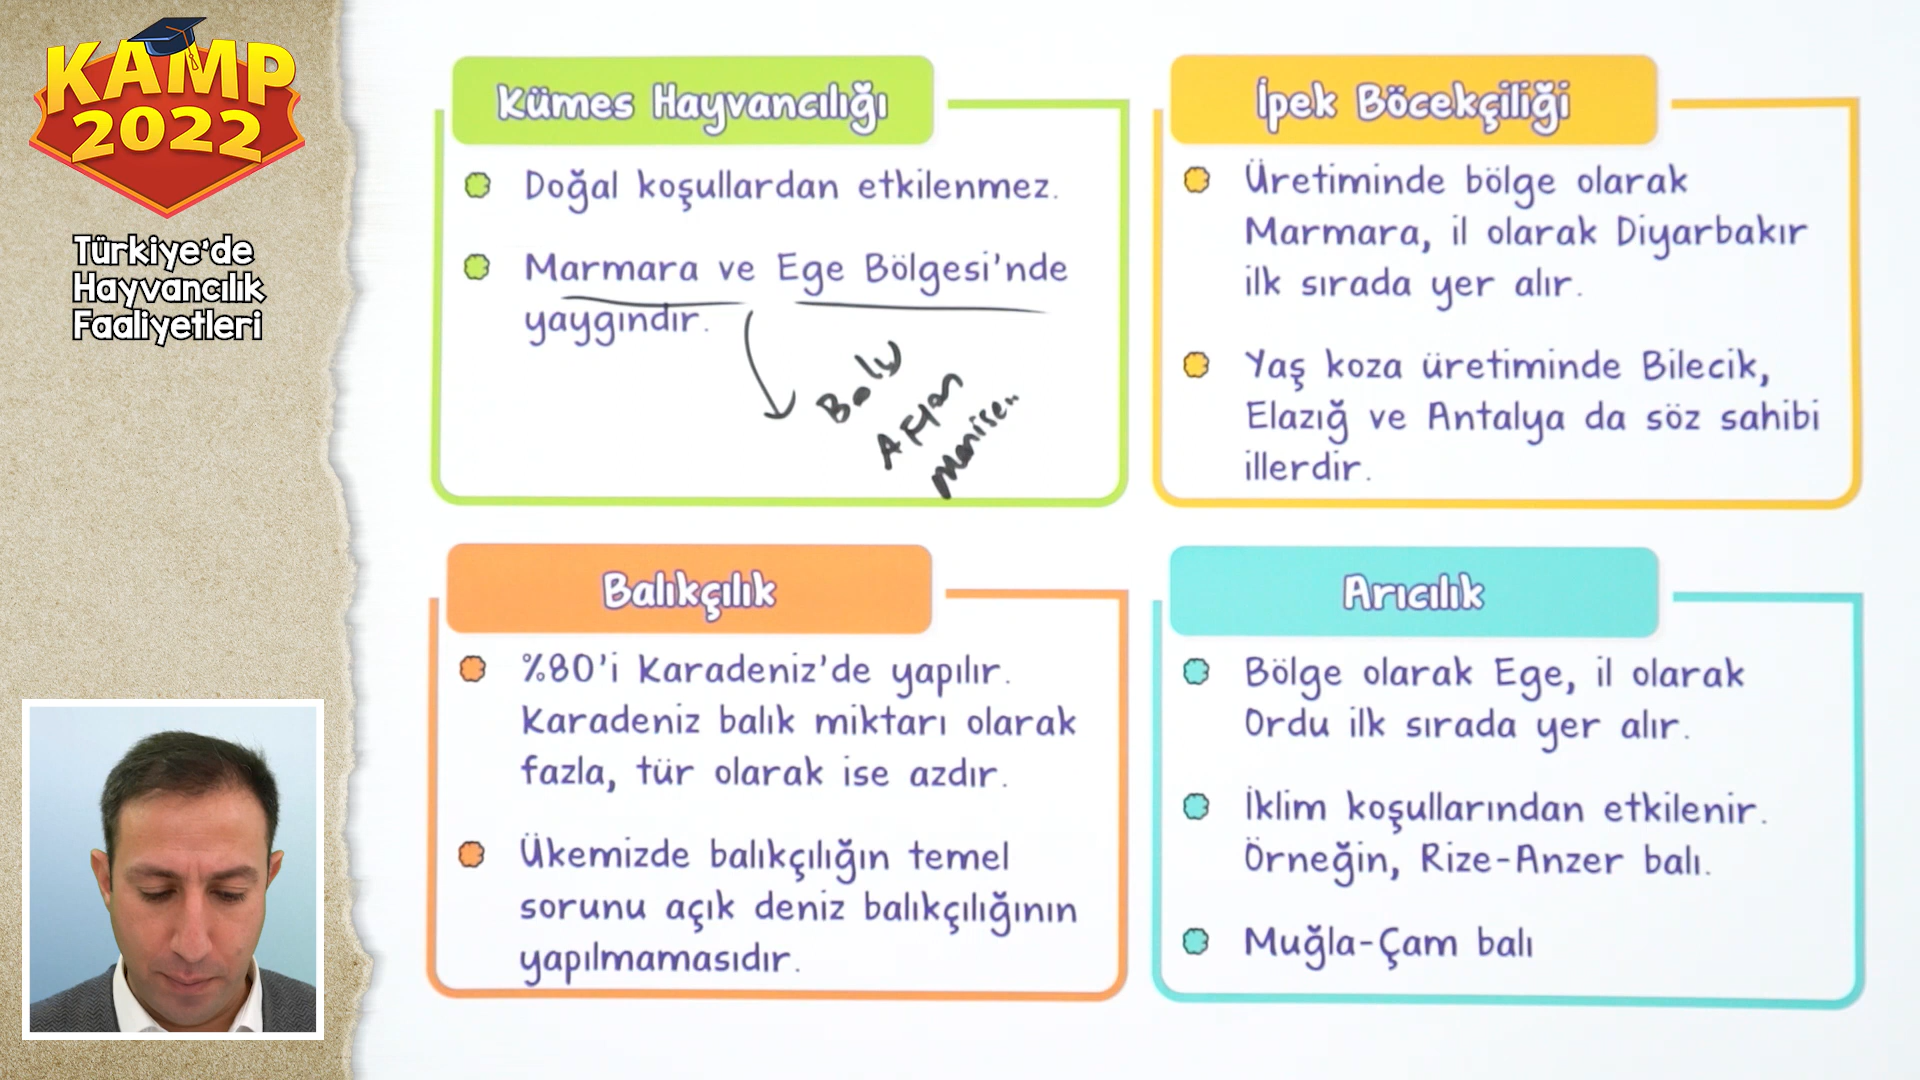 KAMP
2022
Türkiye'de
Hayvancılık
Faaliyetleri
Kümes Hayvancılığı
Doğal koşullardan etkilenmez.
Marmara ve Ege Bölgesi'nde
yaygındır.
Bolu
Afyon
Manisa
İpek Böcekçiliği
Üretiminde bölge olarak
Marmara, il olarak Diyarbakır
ilk sırada yer alır.
Yaş koza üretiminde Bilecik,
Elazığ ve Antalya da söz sahibi
illerdir.
Balıkçılık
%80'i Karadeniz'de yapılır.
Karadeniz balık miktarı olarak
fazla, tür olarak ise azdır.
Ükemizde balıkçılığın temel
sorunu açık deniz balıkçılığının
yapılmamasıdır.
Arıcılık
Bölge olarak Ege, il olarak
Ordu ilk sırada yer alır.
İklim koşullarından etkilenir.
Örneğin, Rize-Anzer balı.
Muğla-Çam balı